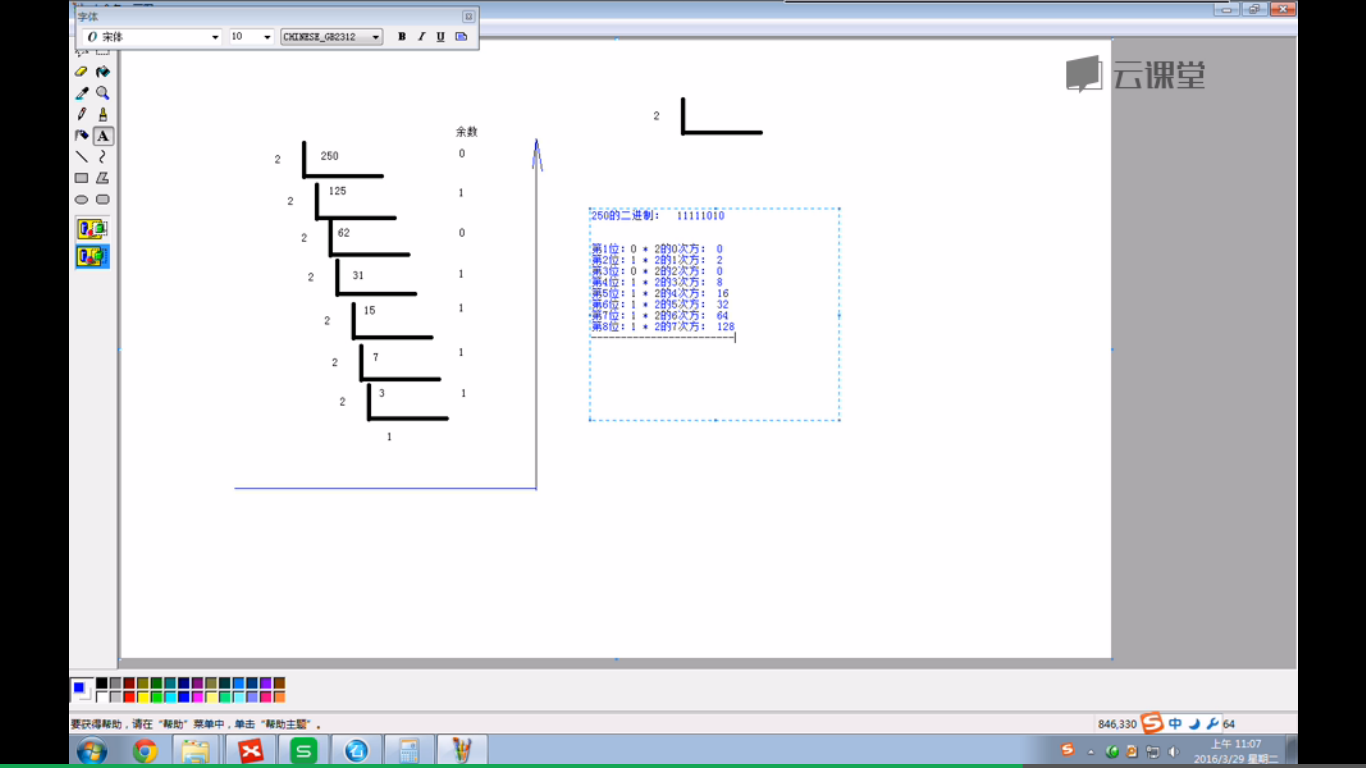 字体
宋体
10
CHINESE_GB2312
B I U
云课堂
2
余数
2 250 0
2 125 1
2 62 0
2 31 1
2 15 1
2 7 1
2 3 1
1
250的二进制: 11111010
第1位: 0 * 2的0次方: 0
第2位: 1 * 2的1次方: 2
第3位: 0 * 2的2次方: 0
第4位: 1 * 2的3次方: 8
第5位: 1 * 2的4次方: 16
第6位: 1 * 2的5次方: 32
第7位: 1 * 2的6次方: 64
第8位: 1 * 2的7次方: 128
------------------------
要获得帮助，请在“帮助”菜单中，单击“帮助主题”。
846,330
中
64
上午 11:07
2016/3/29 星期二